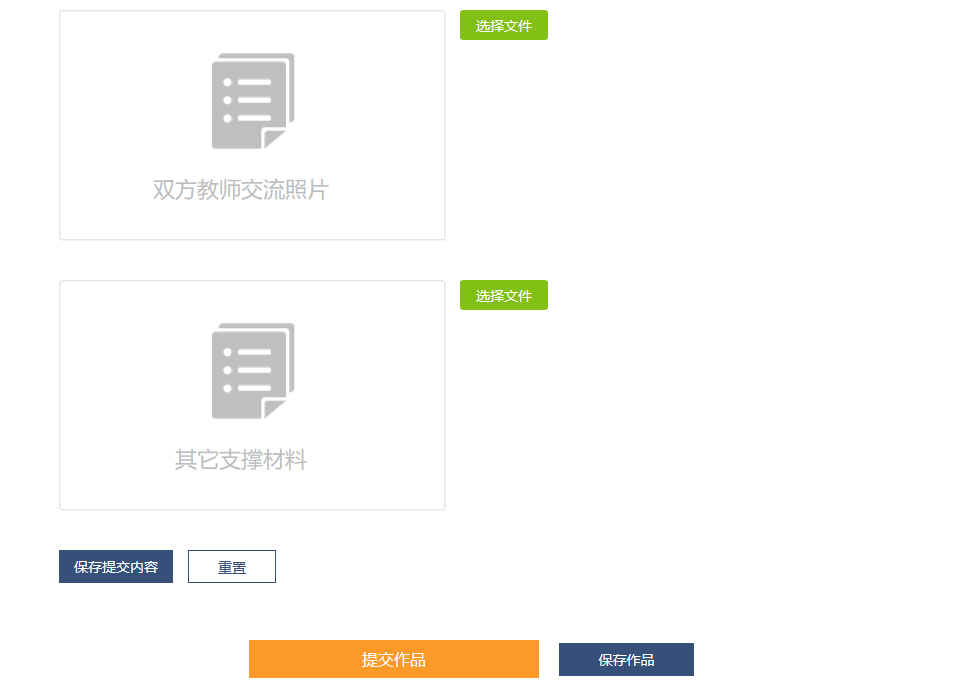 选择文件
双方教师交流照片
选择文件
其它支撑材料
保存提交内容
重置
提交作品
保存作品